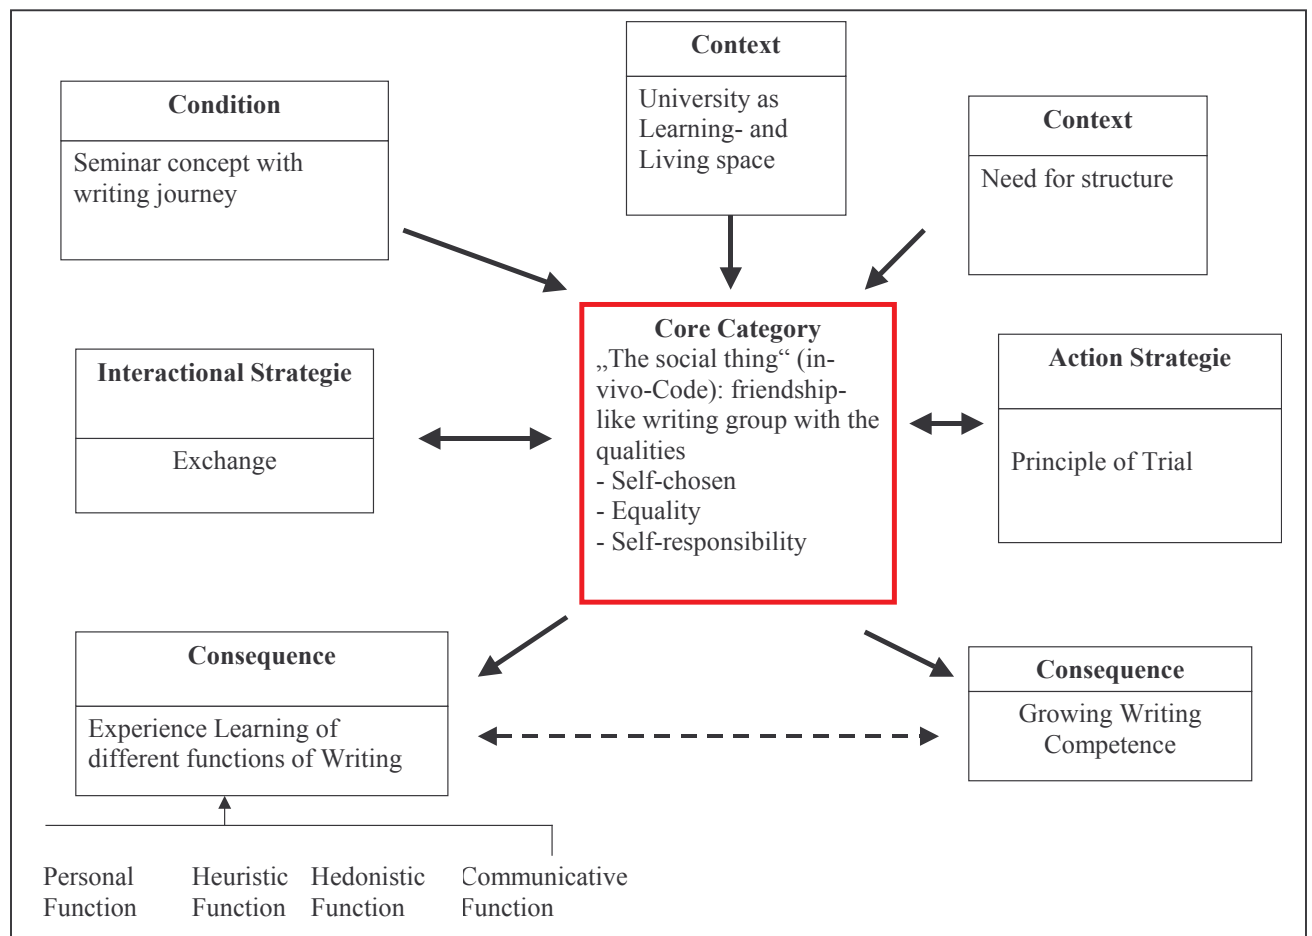 Context
University as
Learning- and
Living space
Condition
Seminar concept with
writing journey
Context
Need for structure
Core Category
„The social thing“ (in-
vivo-Code): friendship-
like writing group with the
qualities
- Self-chosen
- Equality
- Self-responsibility
Interactional Strategie
Exchange
Action Strategie
Principle of Trial
Consequence
Experience Learning of
different functions of Writing
Consequence
Growing Writing
Competence
Personal
Function
Heuristic
Function
Hedonistic
Function
Communicative
Function